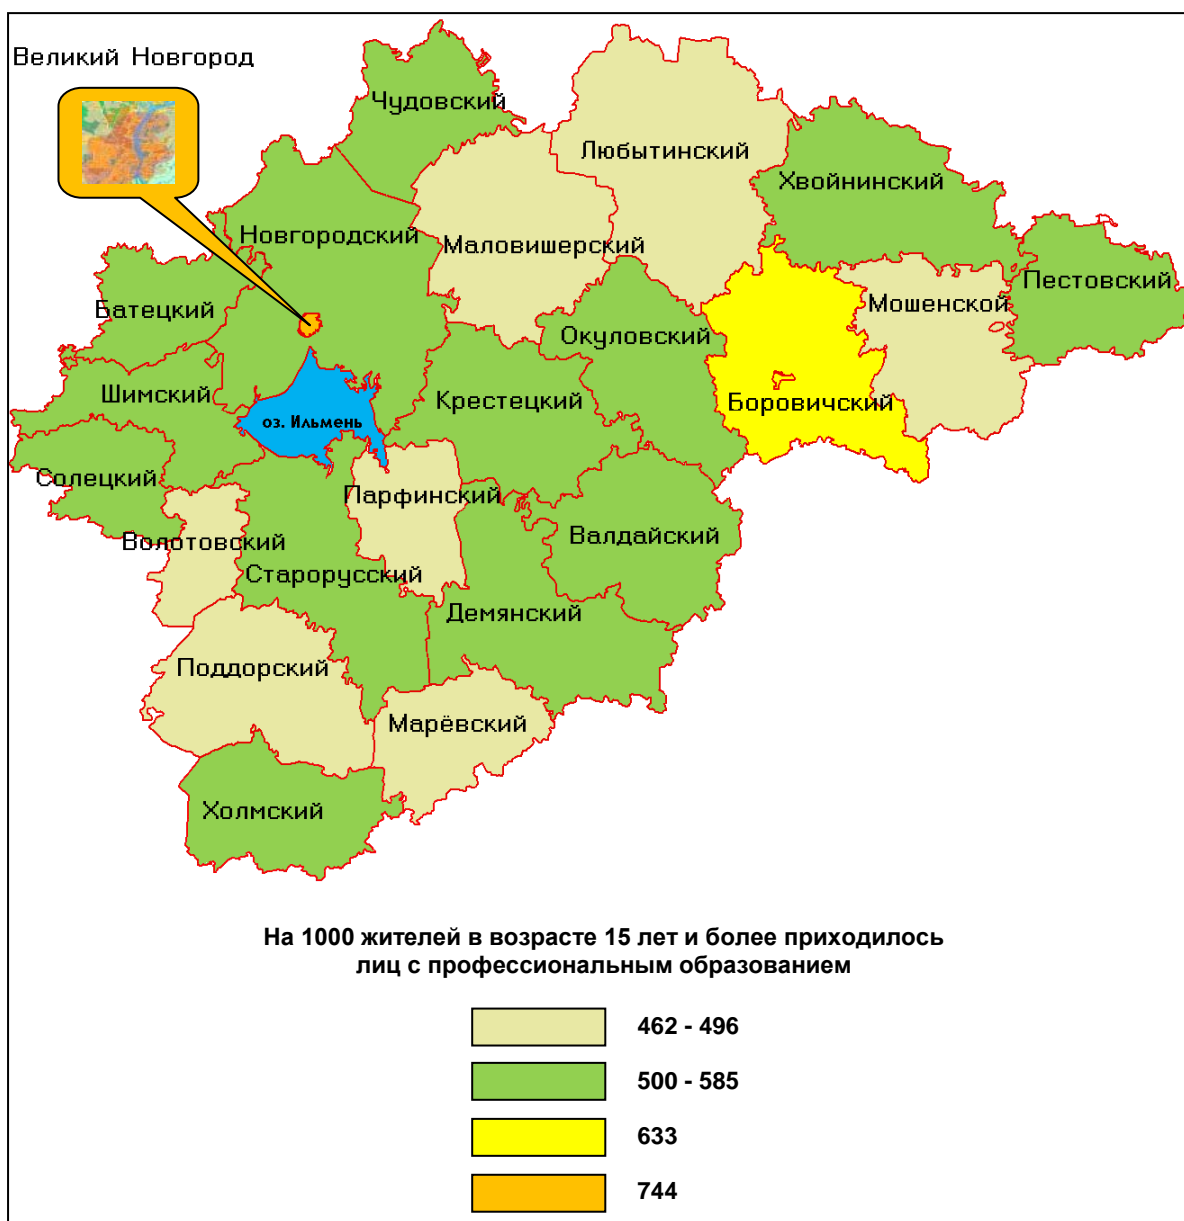 Великий Новгород
Чудовский
Любытинский
Хвойнинский
Новгородский
Маловишерский
Пестовский
Мошенской
Батецкий
Окуловский
Шимский
Крестецкий
Боровичский
оз. Ильмень
Солецкий
Парфинский
Волотовский
Валдайский
Старорусский
Демянский
Поддорский
Марёвский
Холмский
На 1000 жителей в возрасте 15 лет и более приходилось
лиц с профессиональным образованием
462 - 496
500 - 585
633
744